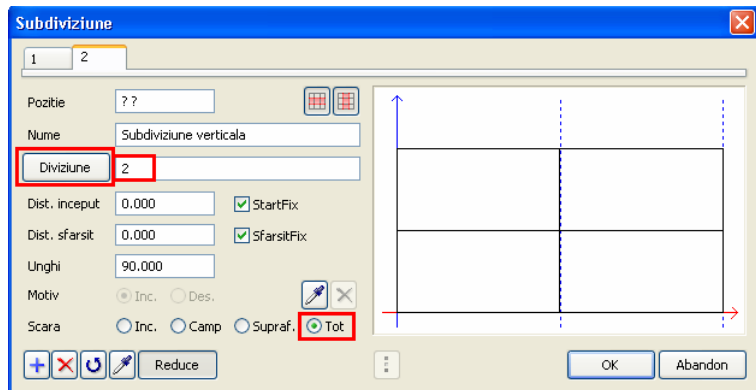 Subdiviziune
1 2
Pozitie ? ?
Nume Subdiviziune verticala
Diviziune 2
Dist. inceput 0.000 StartFix
Dist. sfarsit 0.000 SfarsitFix
Unghi 90.000
Motiv Inc. Des.
Scara Inc. Camp Supraf. Tot
Reduce OK Abandon